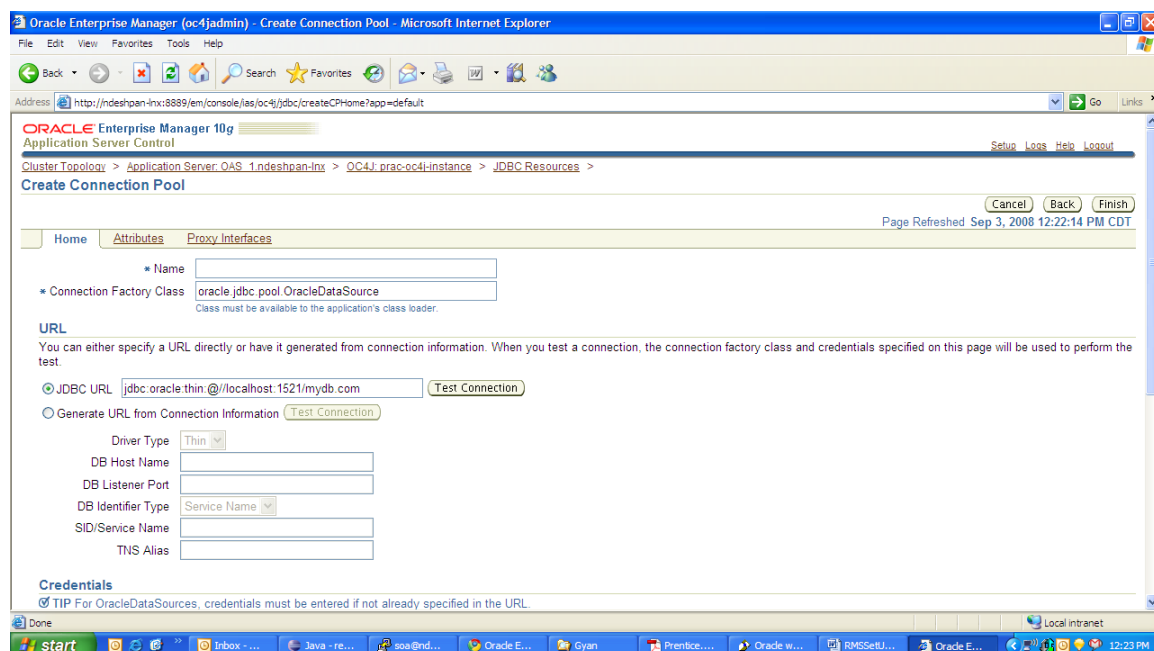 Oracle Enterprise Manager (oc4jadmin) - Create Connection Pool - Microsoft Internet Explorer
File Edit View Favorites Tools Help
Back Search Favorites
Address http://ndeshpan-lnx:8889/em/console/ias/oc4j/jdbc/createCPHome?app=default Go Links
ORACLE Enterprise Manager 10g
Application Server Control
Setup Logs Help Logout
Cluster Topology > Application Server: OAS_1.ndeshpan-lnx > OC4J: prac-oc4j-instance > JDBC Resources >
Create Connection Pool
Cancel Back Finish
Page Refreshed Sep 3, 2008 12:22:14 PM CDT
Home Attributes Proxy Interfaces
* Name
* Connection Factory Class oracle.jdbc.pool.OracleDataSource
Class must be available to the application's class loader.
URL
You can either specify a URL directly or have it generated from connection information. When you test a connection, the connection factory class and credentials specified on this page will be used to perform the
test.
JDBC URL jdbc:oracle:thin:@//localhost:1521/mydb.com Test Connection
Generate URL from Connection Information Test Connection
Driver Type Thin
DB Host Name
DB Listener Port
DB Identifier Type Service Name
SID/Service Name
TNS Alias
Credentials
TIP For OracleDataSources, credentials must be entered if not already specified in the URL.
Done Local intranet
start Inbox - ... Java - re... soa@nd... Oracle E... Gyan Prentice.... Oracle w... RMSSetU... Oracle E... 12:23 PM